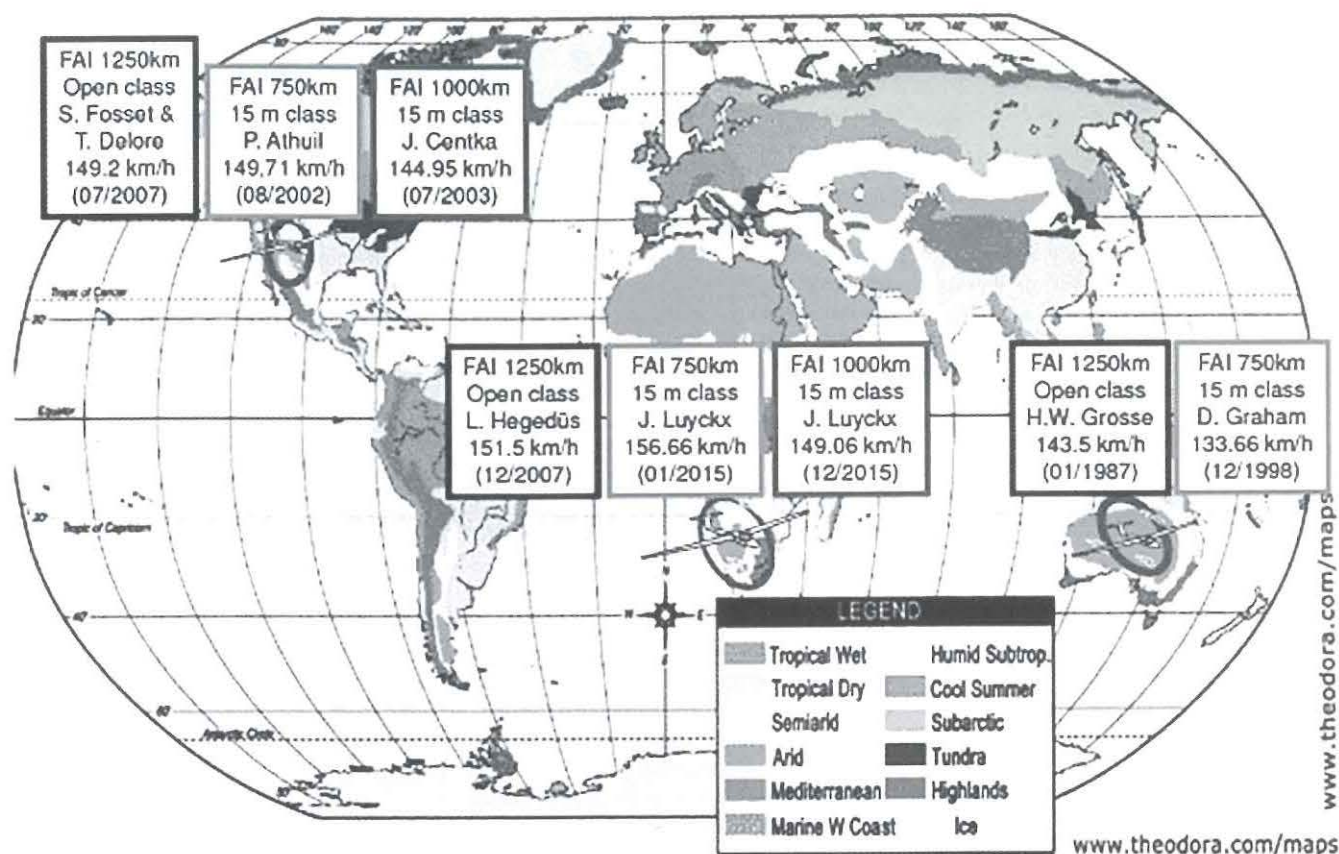 FAI 1250km
Open class
S. Fosset &
T. Delore
149.2 km/h
(07/2007)
FAI 750km
15 m class
P. Athuil
149,71 km/h
(08/2002)
FAI 1000km
15 m class
J. Centka
144.95 km/h
(07/2003)
Tropic of Cancer
Equator
Tropic of Capricorn
Antarctic Circle
FAI 1250km
Open class
L. Hegedüs
151.5 km/h
(12/2007)
FAI 750km
15 m class
J. Luyckx
156.66 km/h
(01/2015)
FAI 1000km
15 m class
J. Luyckx
149.06 km/h
(12/2015)
FAI 1250km
Open class
H.W. Grosse
143.5 km/h
(01/1987)
FAI 750km
15 m class
D. Graham
133.66 km/h
(12/1998)
LEGEND
Tropical Wet
Tropical Dry
Semiarid
Arid
Mediterranean
Marine W Coast
Humid Subtrop.
Cool Summer
Subarctic
Tundra
Highlands
Ice
www.theodora.com/maps
www.theodora.com/maps